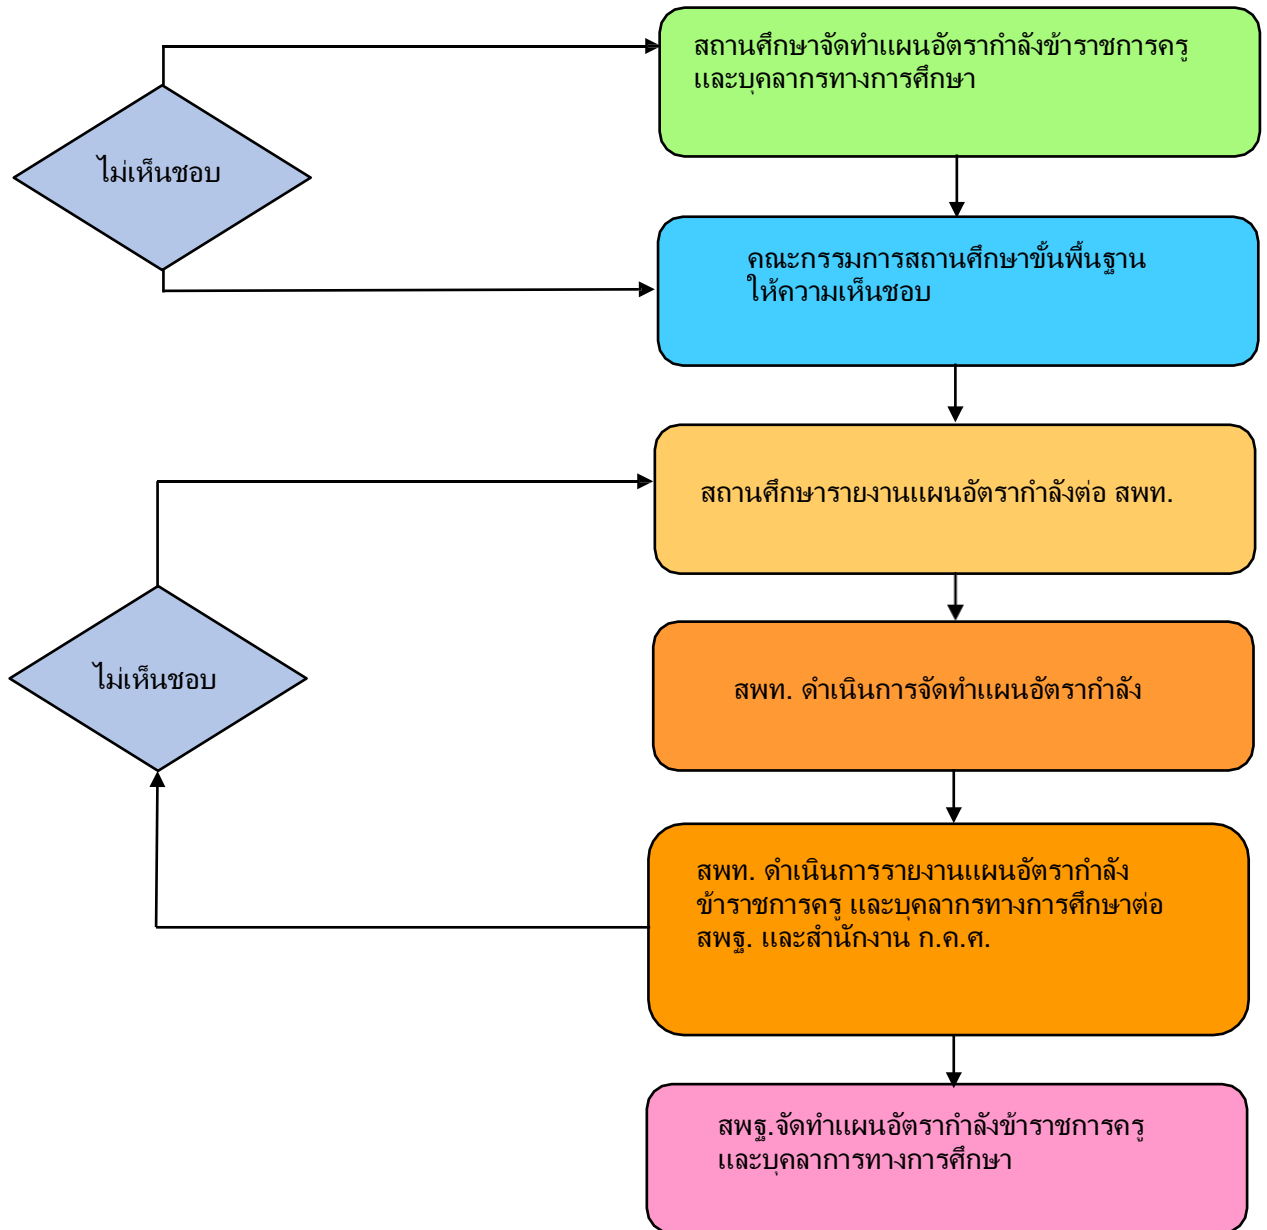 สถานศึกษาจัดทำแผนอัตรากำลังข้าราชการครู
และบุคลากรทางการศึกษา
ไม่เห็นชอบ
คณะกรรมการสถานศึกษาขั้นพื้นฐาน
ให้ความเห็นชอบ
สถานศึกษารายงานแผนอัตรากำลังต่อ สพท.
ไม่เห็นชอบ
สพท. ดำเนินการจัดทำแผนอัตรากำลัง
สพท. ดำเนินการรายงานแผนอัตรากำลัง
ข้าราชการครู และบุคลากรทางการศึกษาต่อ
สพฐ. และสำนักงาน ก.ค.ศ.
สพฐ.จัดทำแผนอัตรากำลังข้าราชการครู
และบุคลาการทางการศึกษา